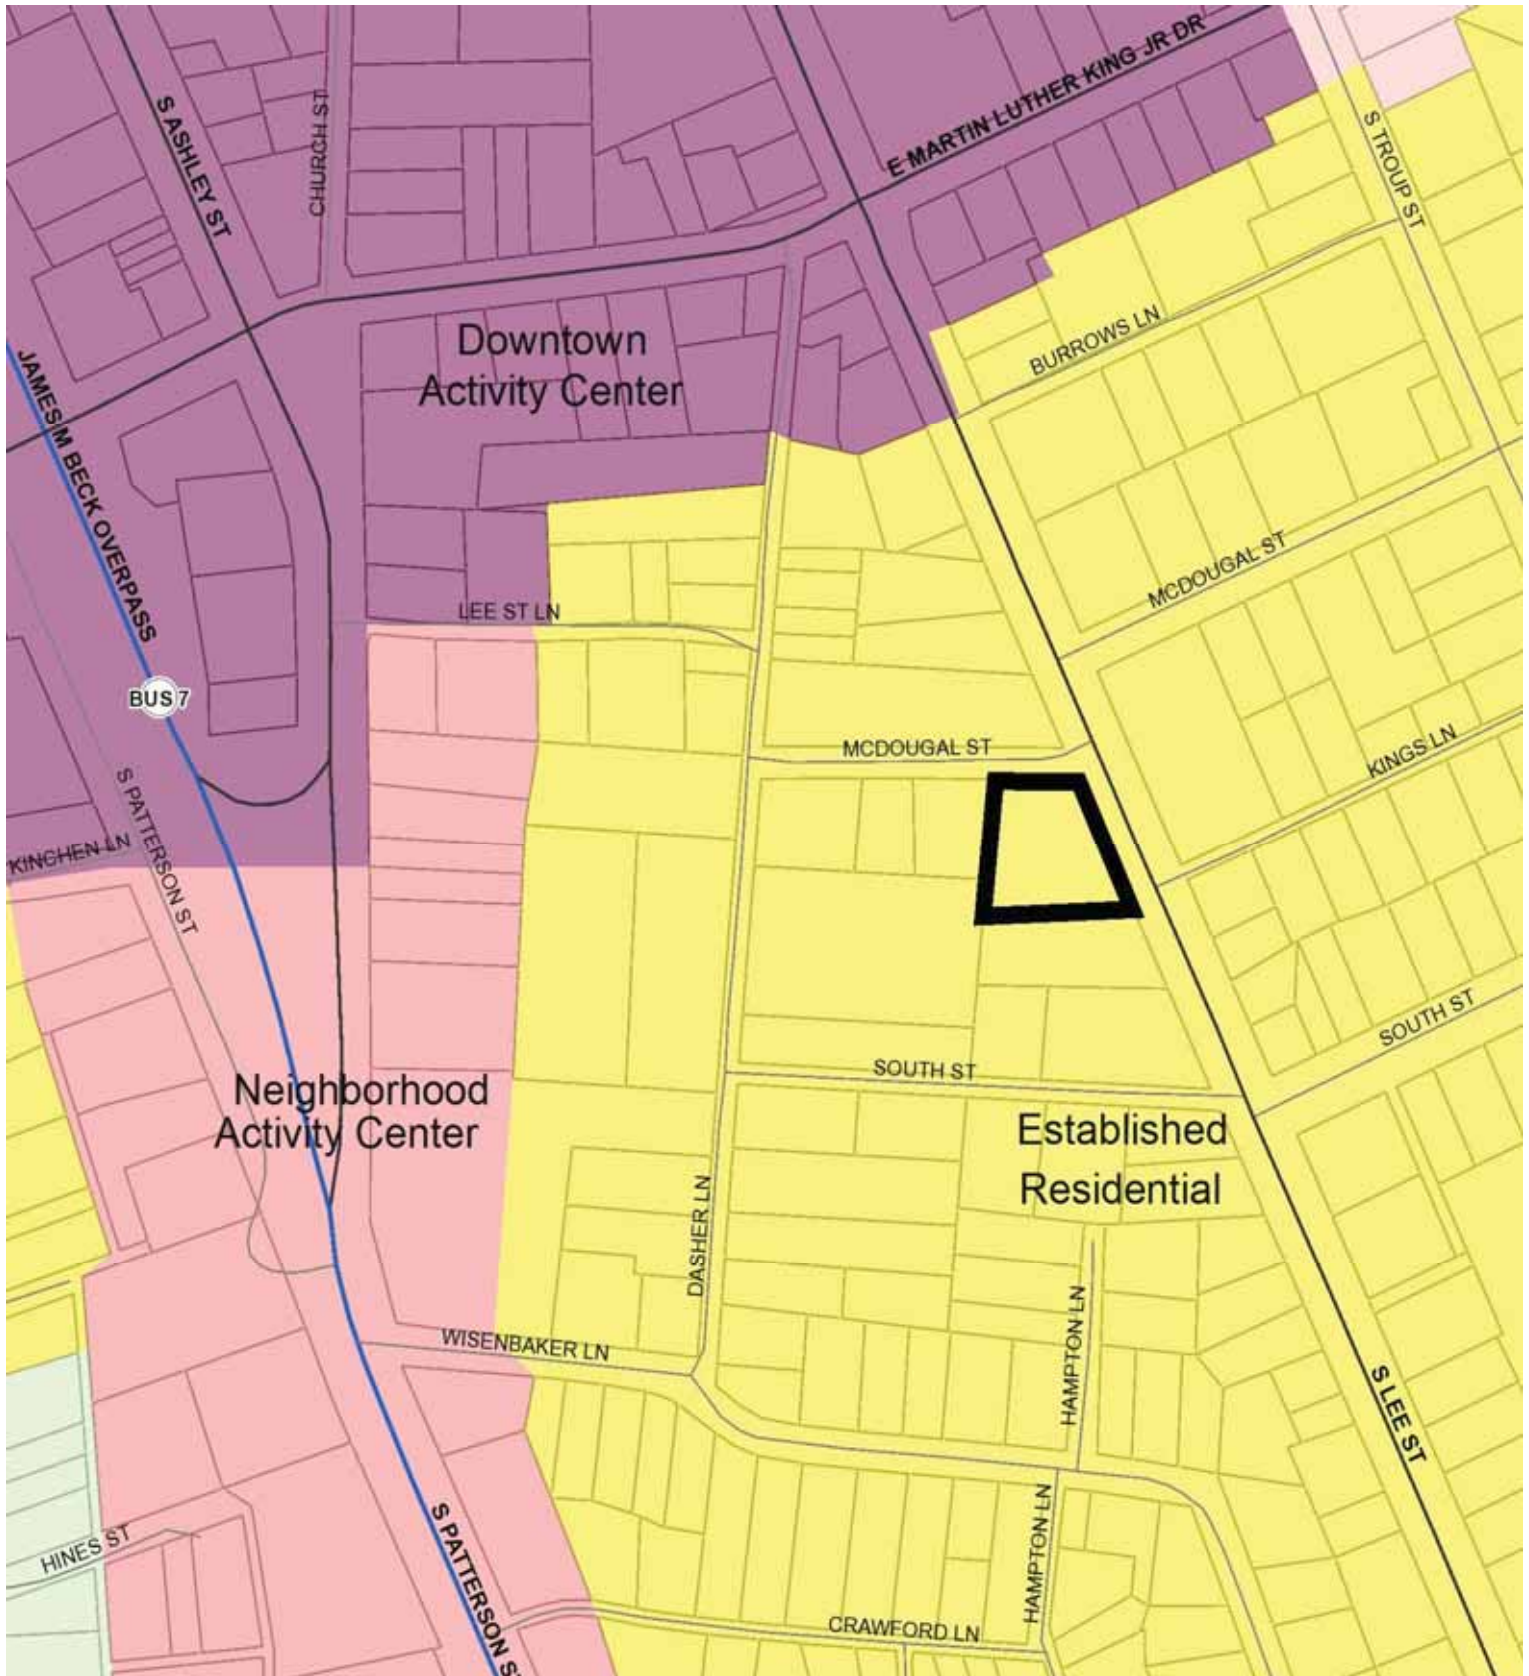 E MARTIN LUTHER KING JR DR
S ASHLEY ST
CHURCH ST
S TROUP ST
BURROWS LN
Downtown
Activity Center
JAMES M BECK OVERPASS
MCDOUGAL ST
LEE ST LN
BUS 7
MCDOUGAL ST
KINGS LN
S PATTERSON ST
KINCHEN LN
SOUTH ST
SOUTH ST
Neighborhood
Activity Center
Established
Residential
DASHER LN
WISENBAKER LN
HAMPTON LN
S LEE ST
HINES ST
S PATTERSON ST
HAMPTON LN
CRAWFORD LN